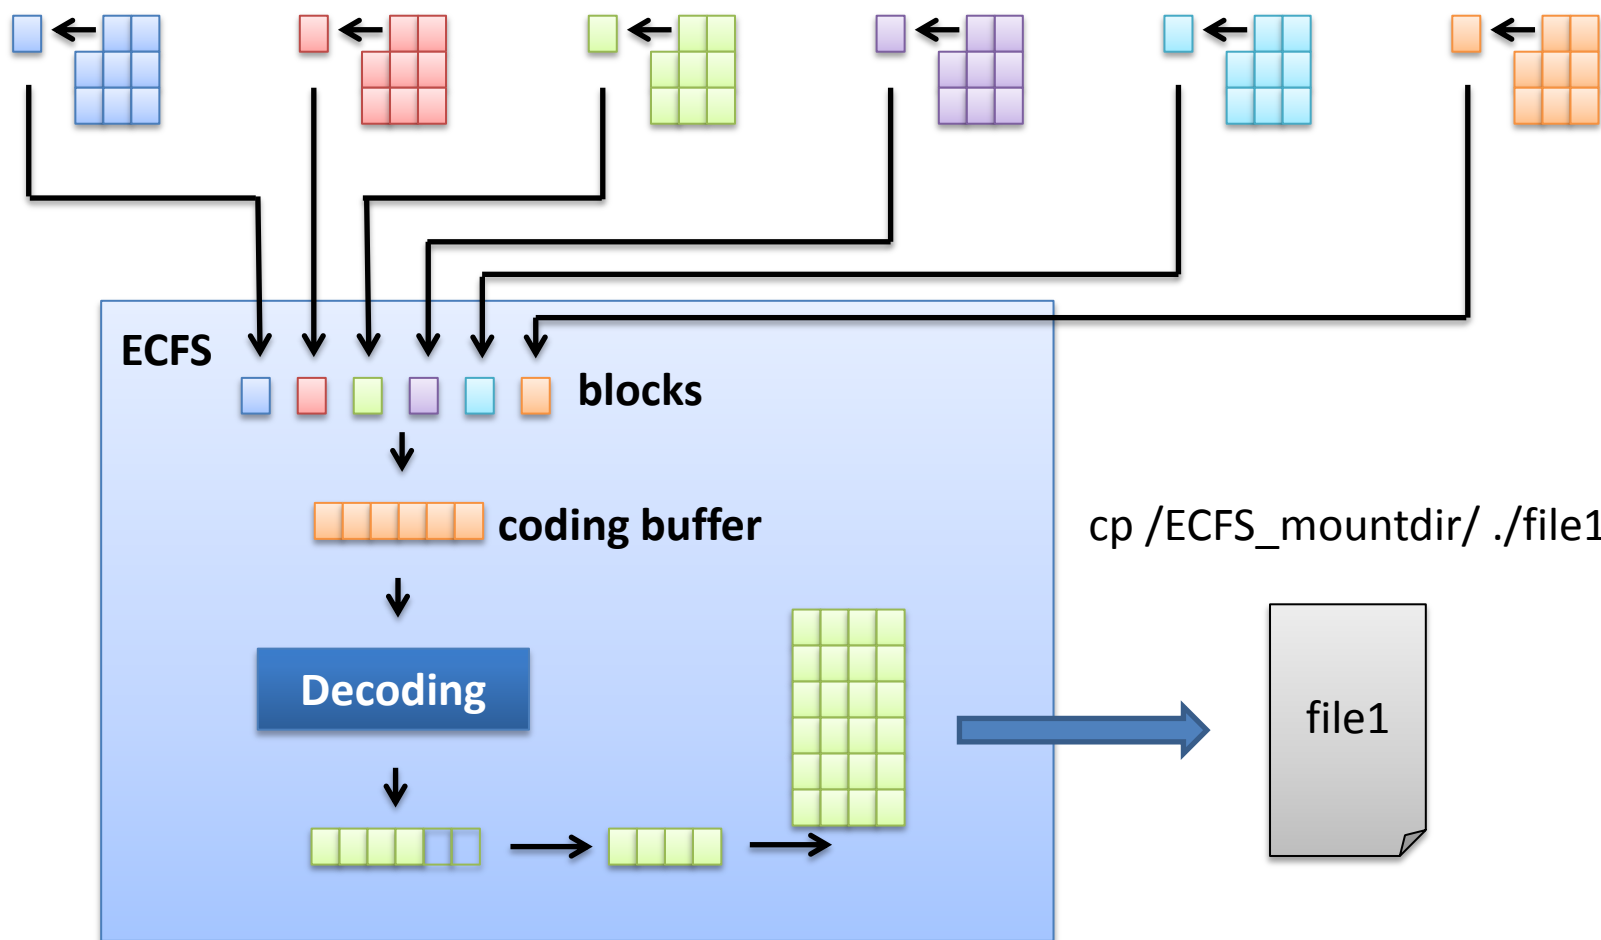 ECFS
blocks
coding buffer
cp /ECFS_mountdir/ ./file1
Decoding
file1